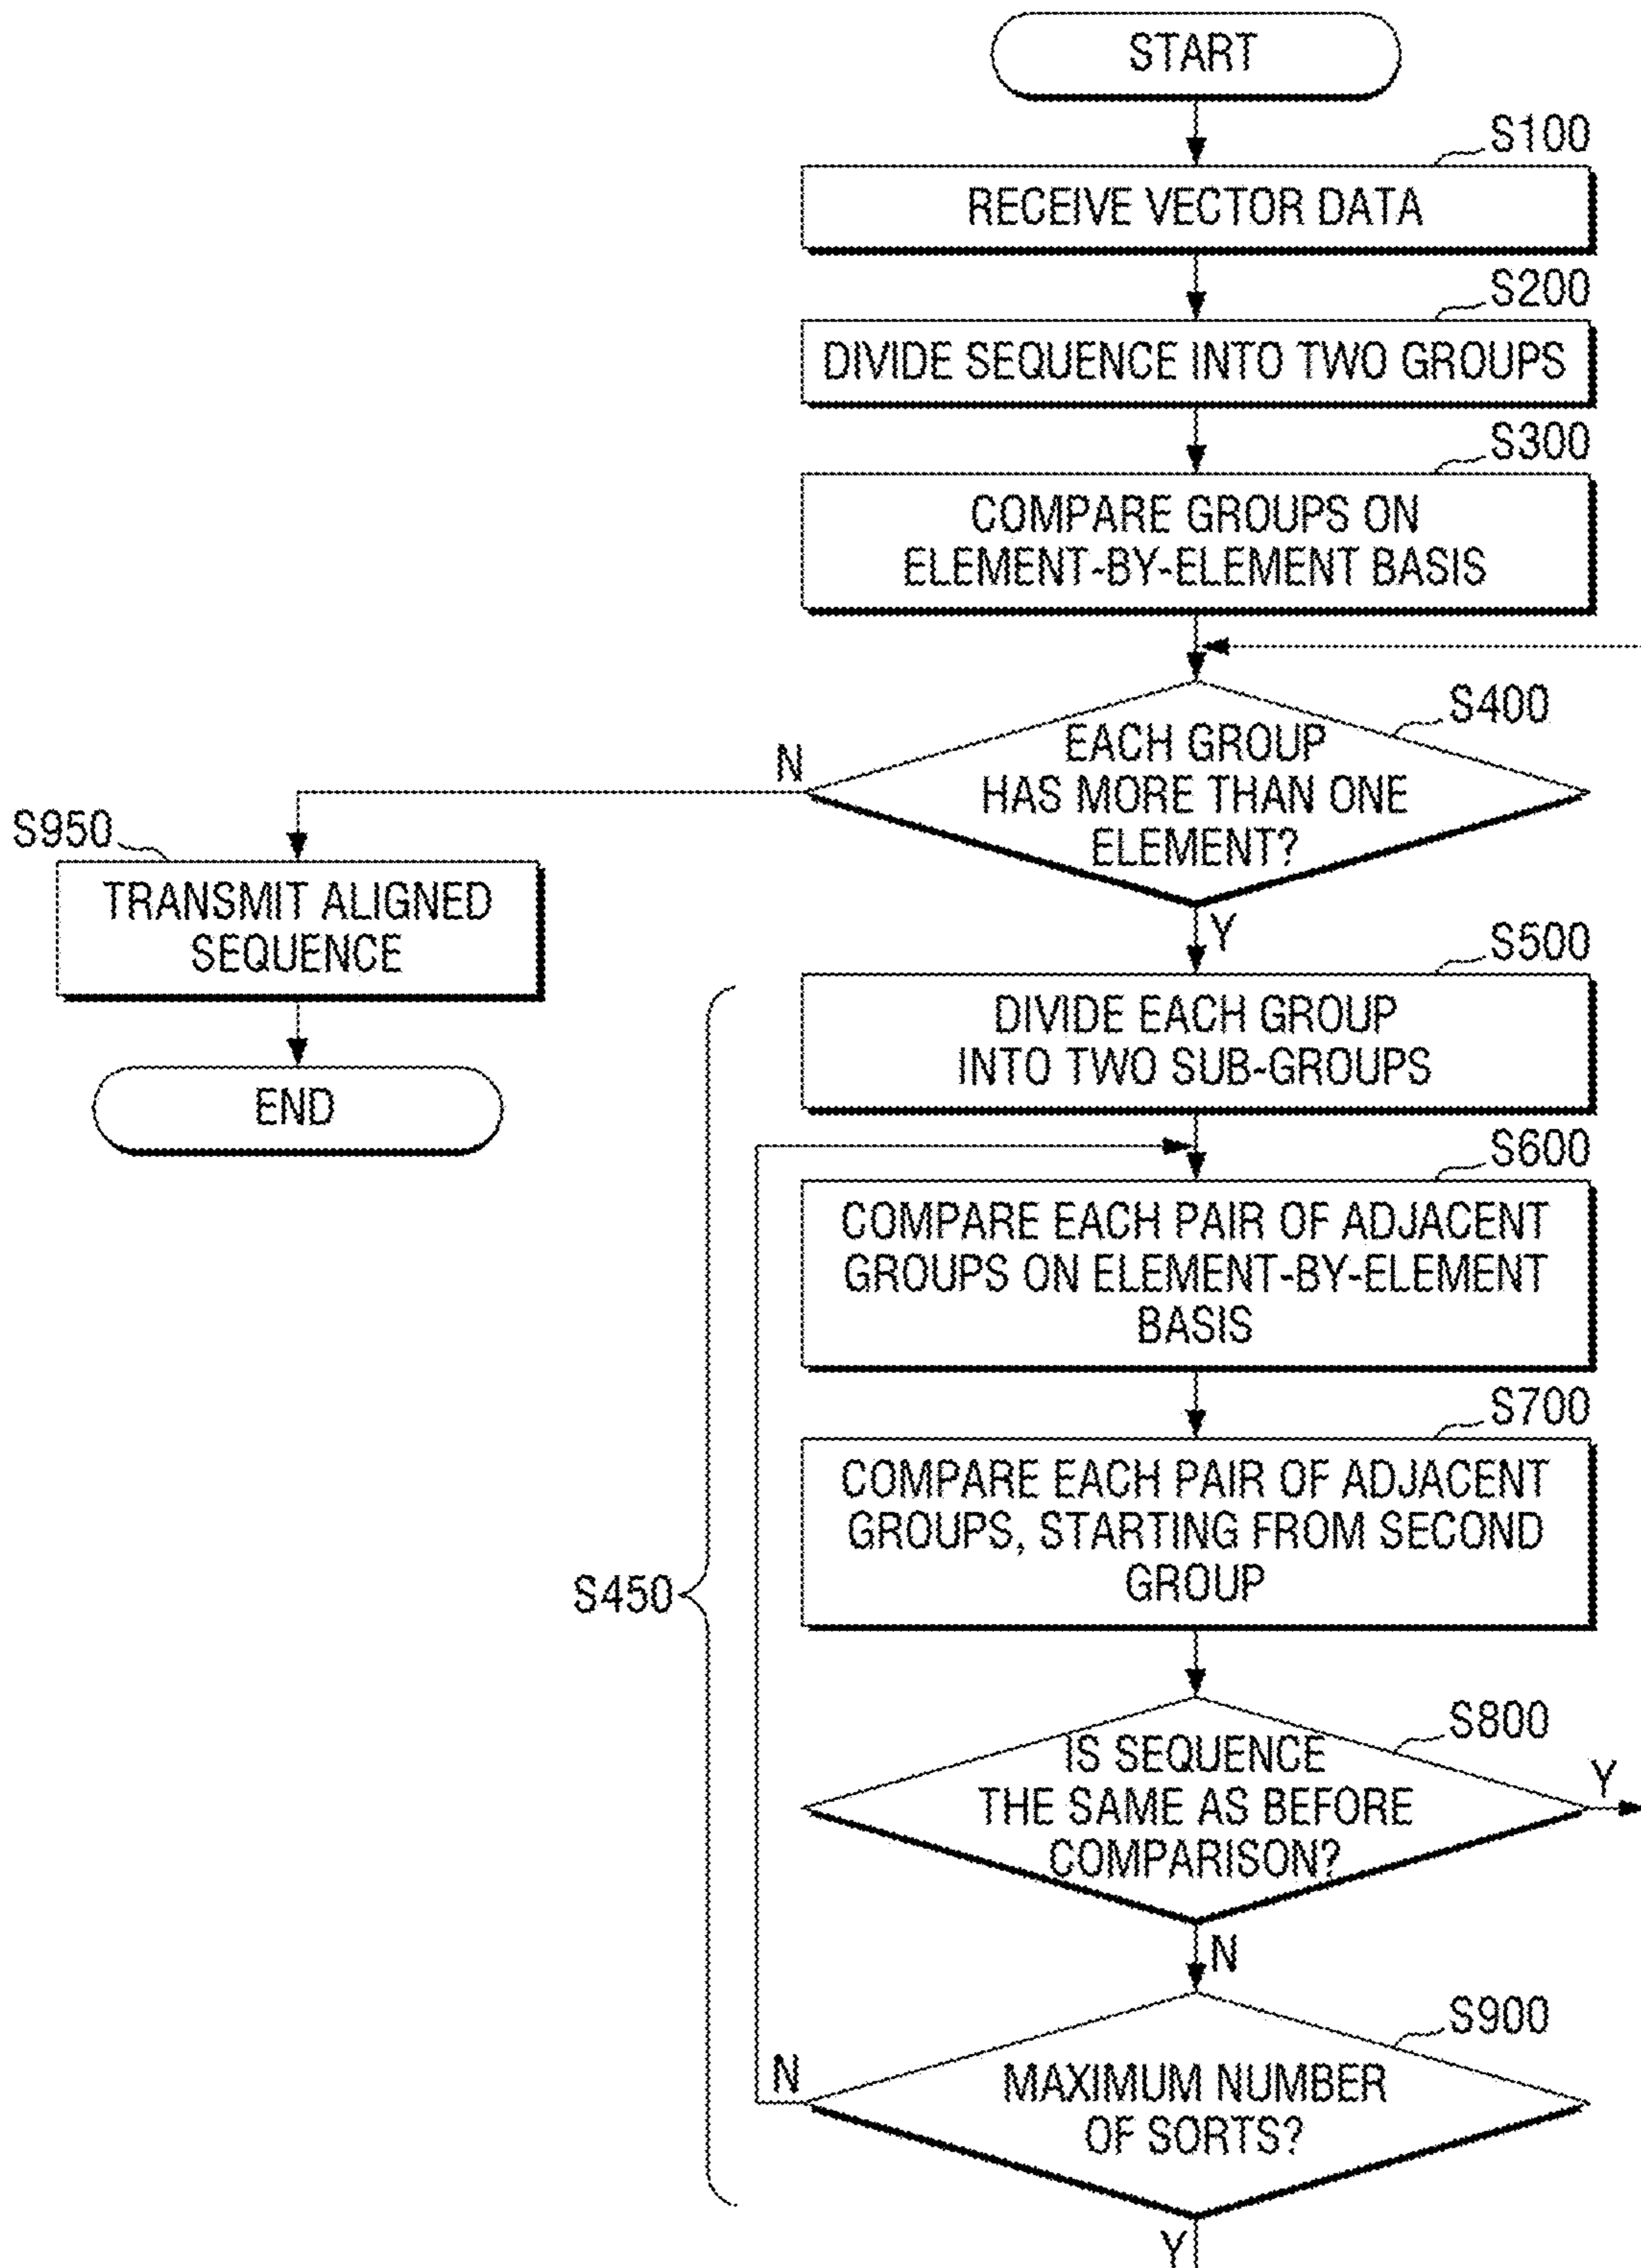 START
S100
RECEIVE VECTOR DATA
S200
DIVIDE SEQUENCE INTO TWO GROUPS
S300
COMPARE GROUPS ON
ELEMENT-BY-ELEMENT BASIS
S400
EACH GROUP
HAS MORE THAN ONE
ELEMENT?
N
S950
TRANSMIT ALIGNED
SEQUENCE
END
Y
S450
S500
DIVIDE EACH GROUP
INTO TWO SUB-GROUPS
S600
COMPARE EACH PAIR OF ADJACENT
GROUPS ON ELEMENT-BY-ELEMENT
BASIS
S700
COMPARE EACH PAIR OF ADJACENT
GROUPS, STARTING FROM SECOND
GROUP
S800
IS SEQUENCE
THE SAME AS BEFORE
COMPARISON?
Y
N
S900
MAXIMUM NUMBER
OF SORTS?
N
Y